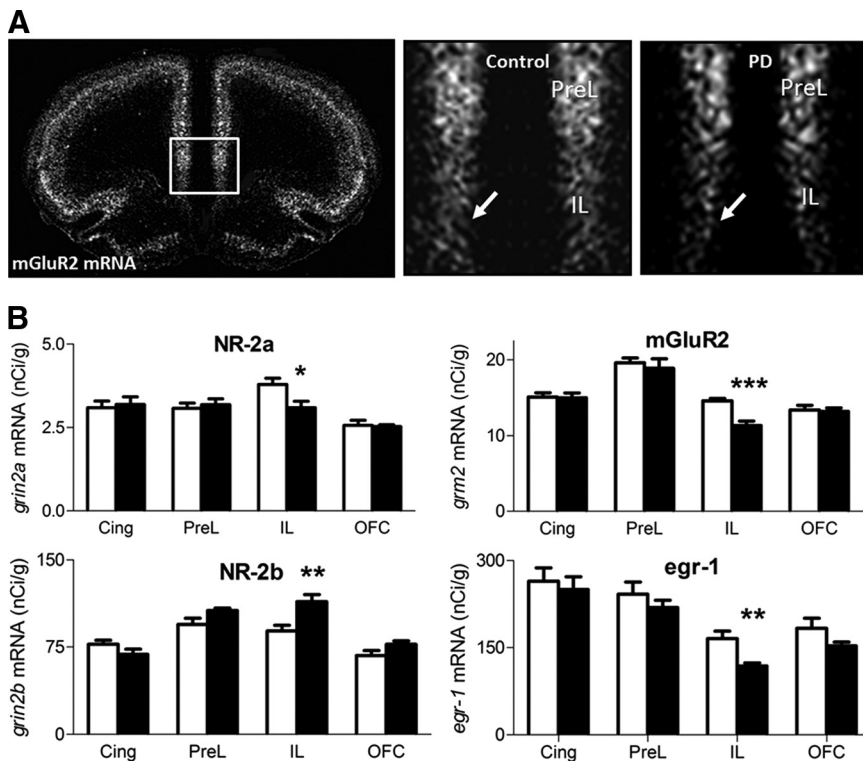 A
mGluR2 mRNA
Control
PreL
IL
PD
PreL
IL
B
NR-2a
grin2a mRNA (nCi/g)
5.0
2.5
0.0
*
Cing PreL IL OFC
mGluR2
grm2 mRNA (nCi/g)
20
15
10
0
***
Cing PreL IL OFC
NR-2b
grin2b mRNA (nCi/g)
150
75
0
**
Cing PreL IL OFC
egr-1
egr-1 mRNA (nCi/g)
300
150
0
**
Cing PreL IL OFC